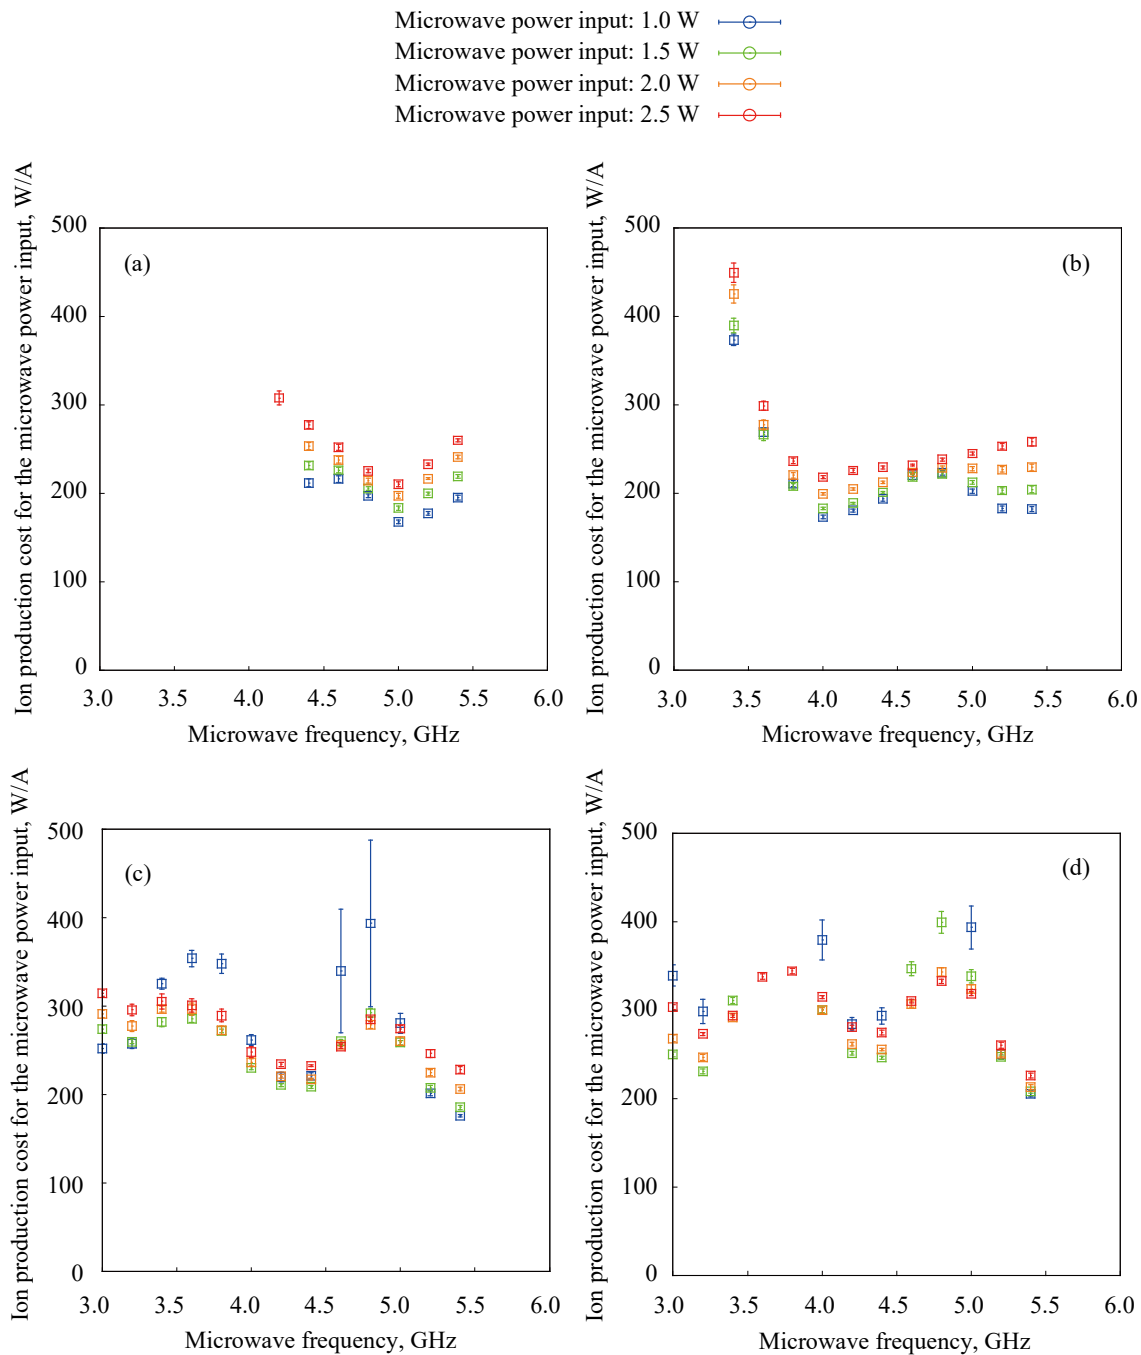 Microwave power input: 1.0 W
Microwave power input: 1.5 W
Microwave power input: 2.0 W
Microwave power input: 2.5 W
Ion production cost for the microwave power input, W/A
500
400
300
200
100
0
(a)
3.0 3.5 4.0 4.5 5.0 5.5 6.0
Microwave frequency, GHz
Ion production cost for the microwave power input, W/A
500
400
300
200
100
0
(b)
3.0 3.5 4.0 4.5 5.0 5.5 6.0
Microwave frequency, GHz
Ion production cost for the microwave power input, W/A
500
400
300
200
100
0
(c)
3.0 3.5 4.0 4.5 5.0 5.5 6.0
Microwave frequency, GHz
Ion production cost for the microwave power input, W/A
500
400
300
200
100
0
(d)
3.0 3.5 4.0 4.5 5.0 5.5 6.0
Microwave frequency, GHz